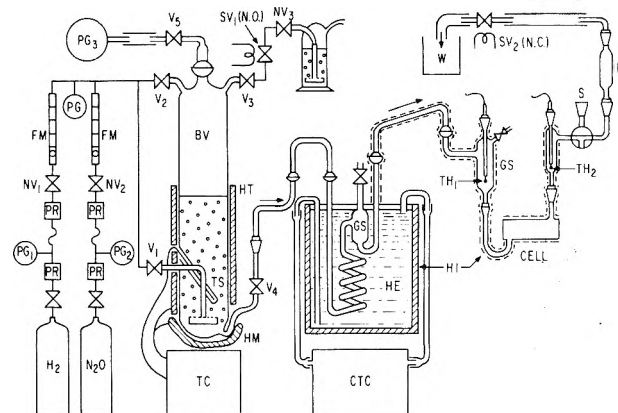 PG3
V5
SV1 (N.O.)
NV3
W
SV2 (N.C.)
PG
V2
V3
S
FM
FM
BV
GS
TH1
TH2
NV1
NV2
HT
GS
PR
PR
V1
TS
CELL
PG1
PG2
HE
HI
PR
PR
V4
HM
H2
N2O
TC
CTC